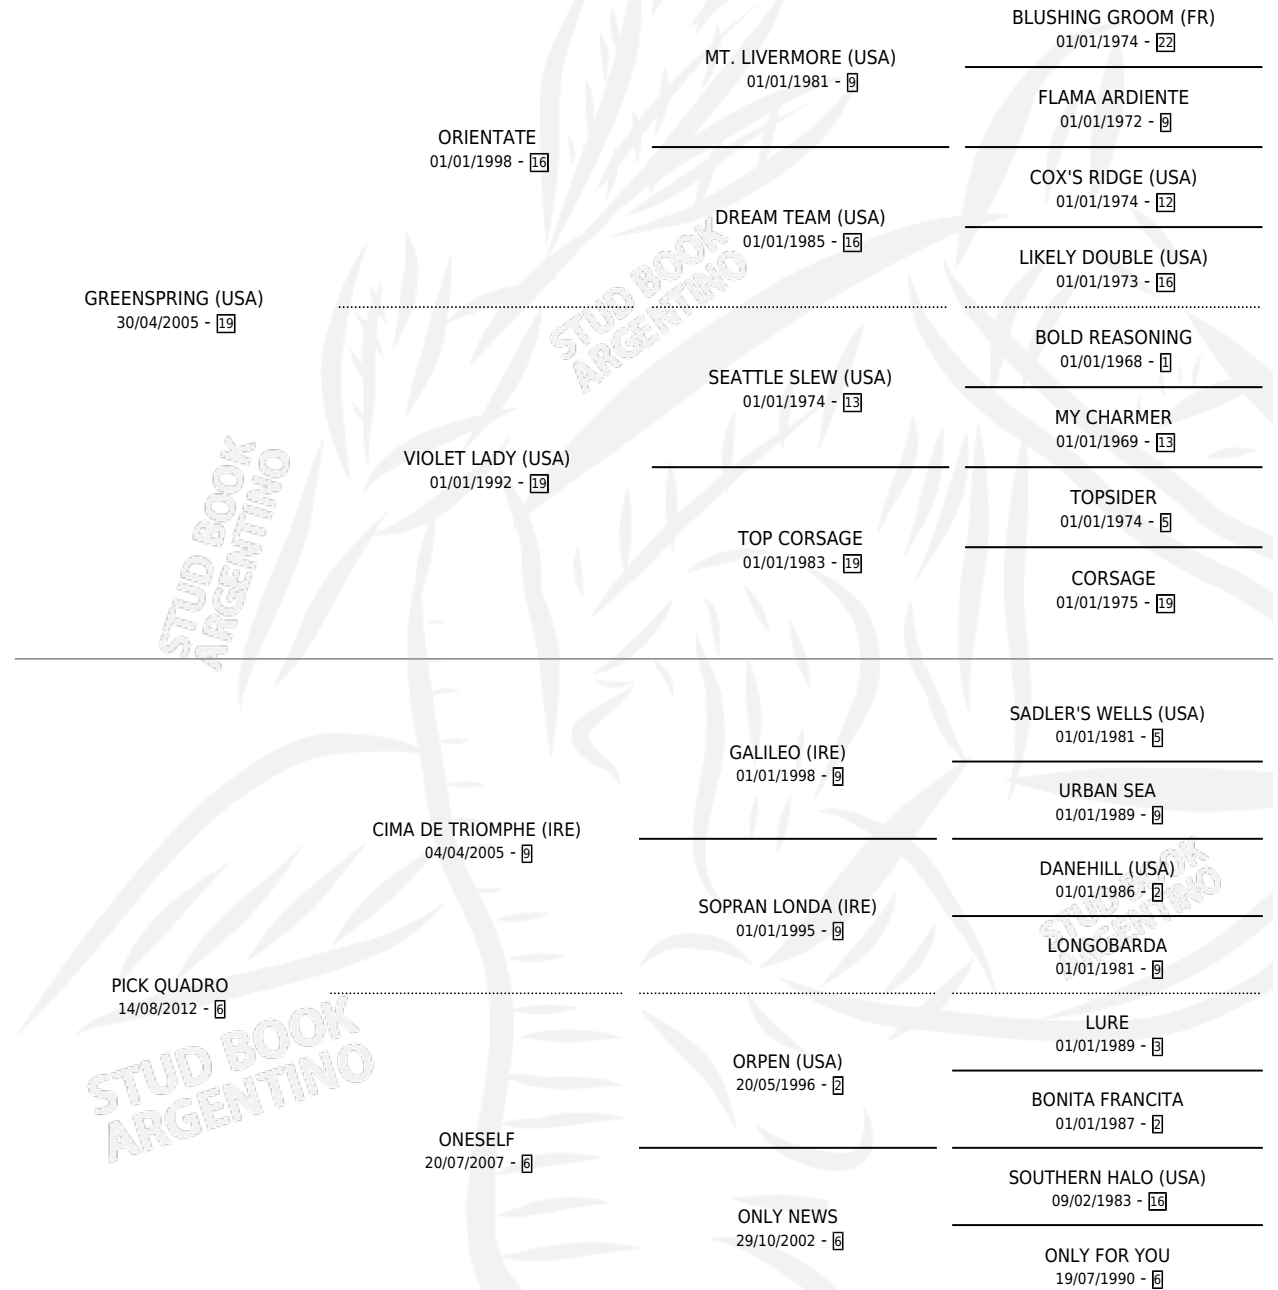 BLUSHING GROOM (FR)
01/01/1974 - 22
MT. LIVERMORE (USA)
01/01/1981 - 9
FLAMA ARDIENTE
01/01/1972 - 9
ORIENTATE
01/01/1998 - 16
COX'S RIDGE (USA)
01/01/1974 - 12
DREAM TEAM (USA)
01/01/1985 - 16
LIKELY DOUBLE (USA)
01/01/1973 - 16
GREENSPRING (USA)
30/04/2005 - 19
BOLD REASONING
01/01/1968 - 1
SEATTLE SLEW (USA)
01/01/1974 - 13
MY CHARMER
01/01/1969 - 13
VIOLET LADY (USA)
01/01/1992 - 19
TOPSIDER
01/01/1974 - 5
TOP CORSAGE
01/01/1983 - 19
CORSAGE
01/01/1975 - 19
SADLER'S WELLS (USA)
01/01/1981 - 5
GALILEO (IRE)
01/01/1998 - 9
URBAN SEA
01/01/1989 - 9
CIMA DE TRIOMPHE (IRE)
04/04/2005 - 9
DANEHILL (USA)
01/01/1986 - 2
SOPRAN LONDA (IRE)
01/01/1995 - 9
LONGOBARDA
01/01/1981 - 9
PICK QUADRO
14/08/2012 - 6
LURE
01/01/1989 - 3
ORPEN (USA)
20/05/1996 - 2
BONITA FRANCITA
01/01/1987 - 2
ONESELF
20/07/2007 - 6
SOUTHERN HALO (USA)
09/02/1983 - 16
ONLY NEWS
29/10/2002 - 6
ONLY FOR YOU
19/07/1990 - 6
STUD BOOK
ARGENTINO
STUD BOOK
ARGENTINO
STUD BOOK
ARGENTINO
STUD BOOK
ARGENTINO